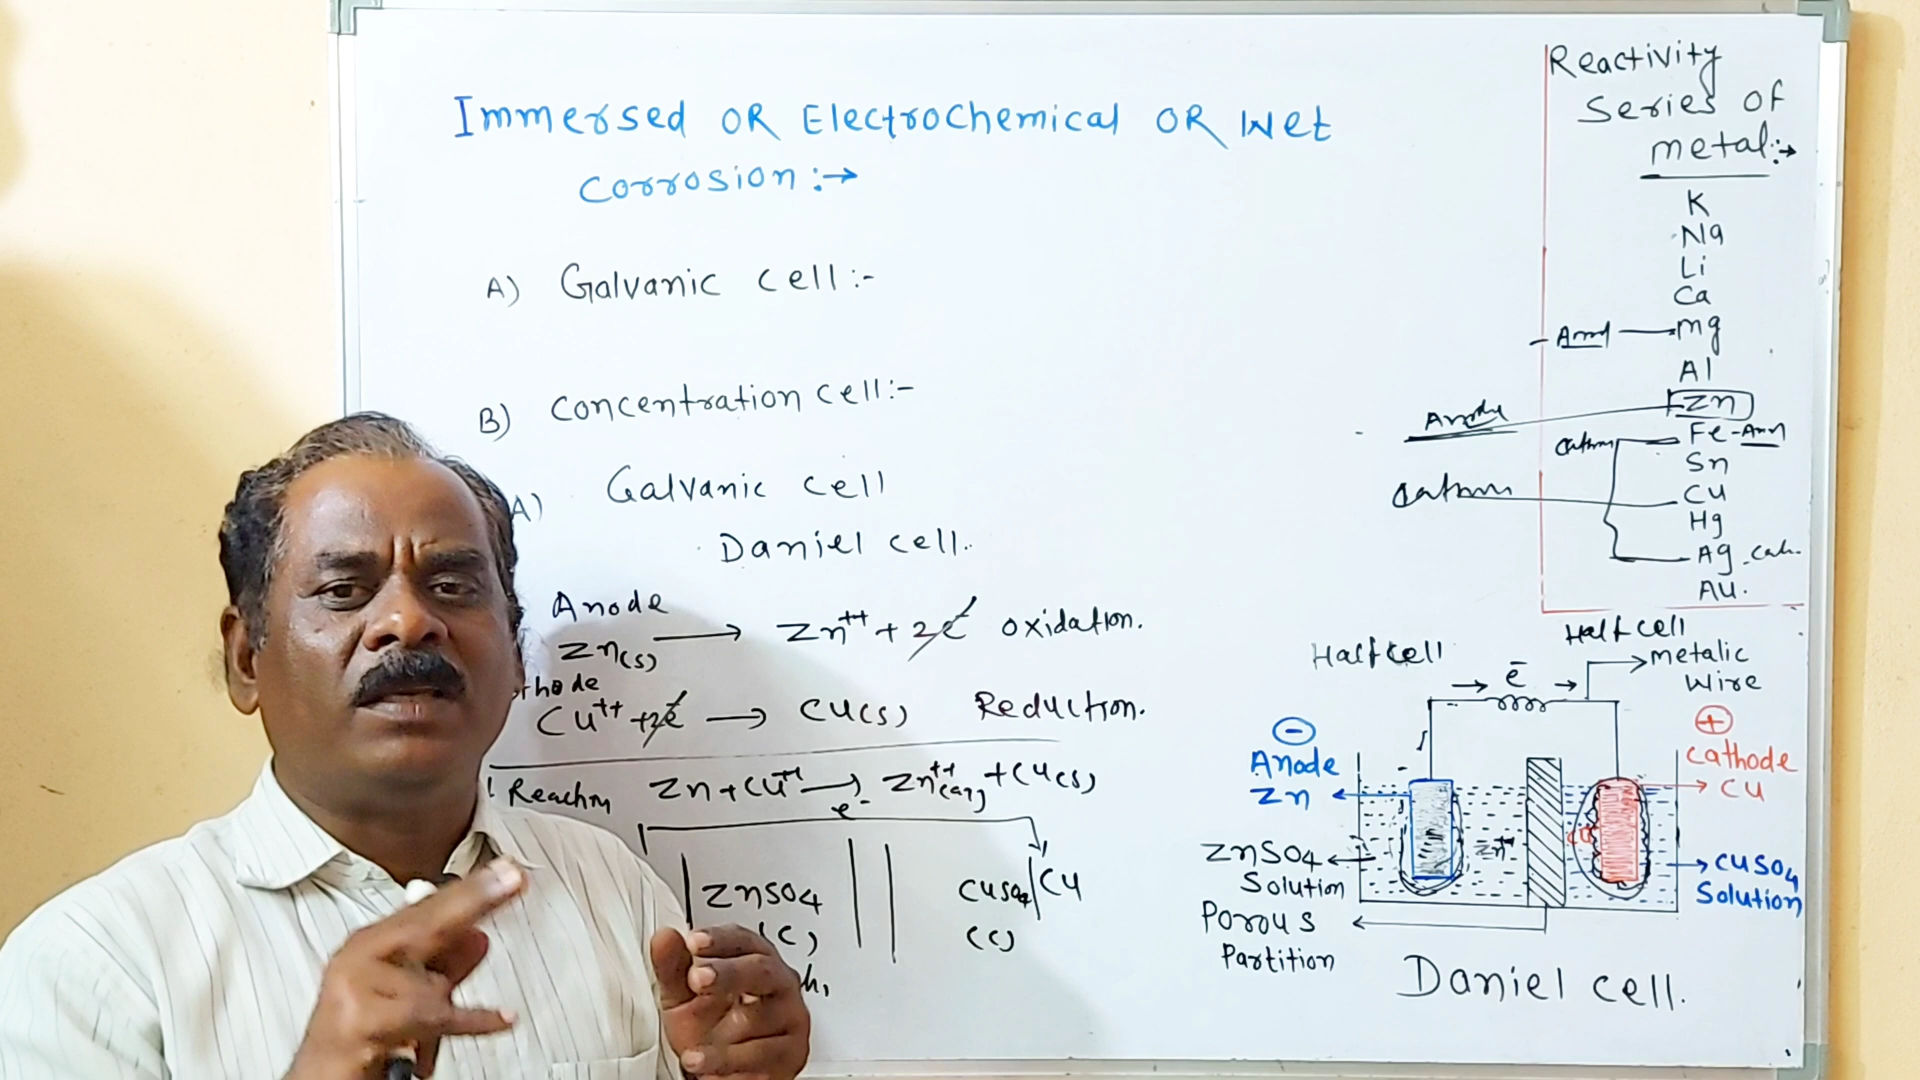 Immersed OR Electrochemical OR Wet
Corrosion :→
A) Galvanic cell :-
B) Concentration cell :-
A) Galvanic cell
Daniel cell.
Anode
Zn(s) → Zn⁺⁺ + 2e⁻ oxidation.
Cu⁺⁺ + 2e⁻ → Cu(s) Reduction.
Zn + Cu⁺⁺ → Zn⁺⁺(aq) + Cu(s)
e⁻
ZnSO4 || CuSO4 | Cu
(C) (C)
Reactivity
Series of
metal :→
K
Na
Li
Ca
mg
Al
Anode Zn
Fe
Sn
Cu
Hg
Ag - cath.
AU.
Half cell
Half cell
e⁻
metalic
wire
⊖
Anode
Zn
⊕
Cathode
CU
ZnSO4
Solution
Zn⁺⁺
CUSO4
Solution
Porous
Partition
Daniel cell.